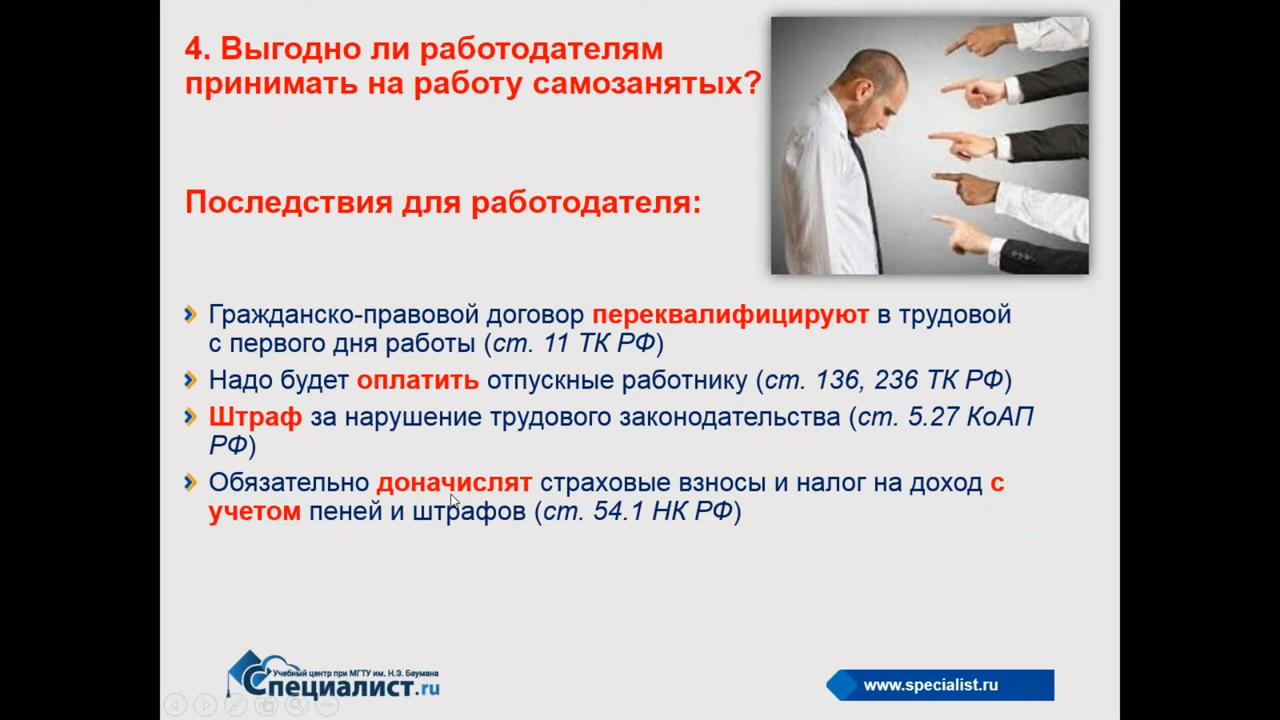 4. Выгодно ли работодателям
принимать на работу самозанятых?
Последствия для работодателя:
Гражданско-правовой договор переквалифицируют в трудовой
с первого дня работы (ст. 11 ТК РФ)
Надо будет оплатить отпускные работнику (ст. 136, 236 ТК РФ)
Штраф за нарушение трудового законодательства (ст. 5.27 КоАП
РФ)
Обязательно доначислят страховые взносы и налог на доход с
учетом пеней и штрафов (ст. 54.1 НК РФ)
Учебный центр при МГТУ им. Н.Э. Баумана
Специалист.ru
www.specialist.ru